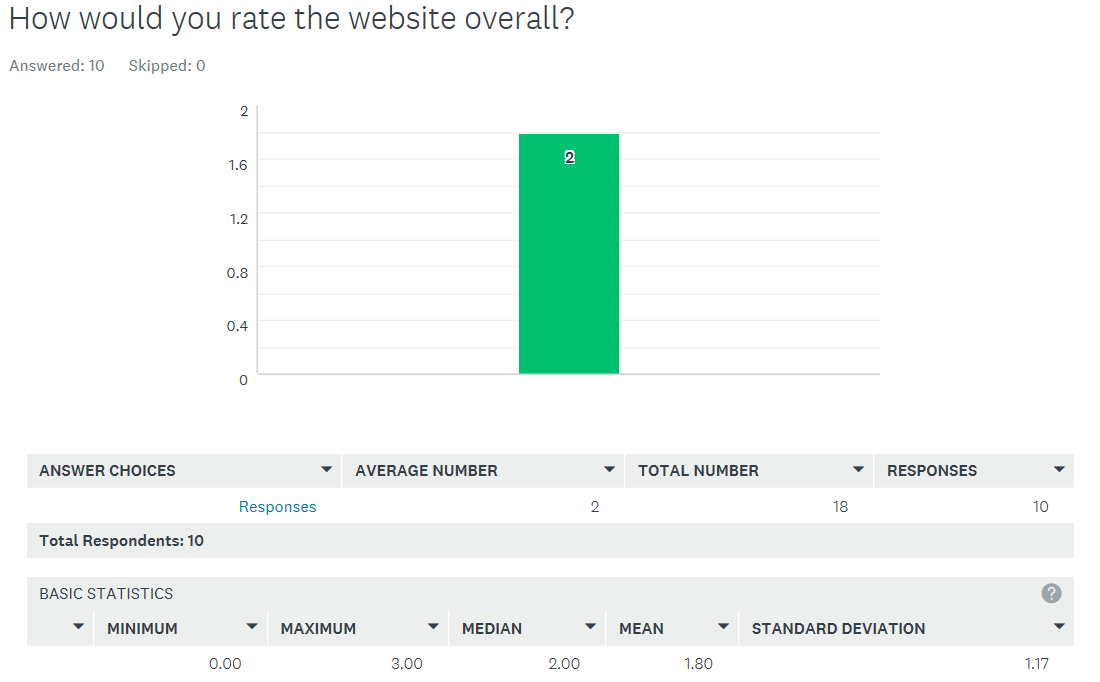 How would you rate the website overall?
Answered: 10 Skipped: 0
2
1.6
1.2
0.8
0.4
0
2
ANSWER CHOICES AVERAGE NUMBER TOTAL NUMBER RESPONSES
Responses 2 18 10
Total Respondents: 10
BASIC STATISTICS ?
MINIMUM MAXIMUM MEDIAN MEAN STANDARD DEVIATION
0.00 3.00 2.00 1.80 1.17